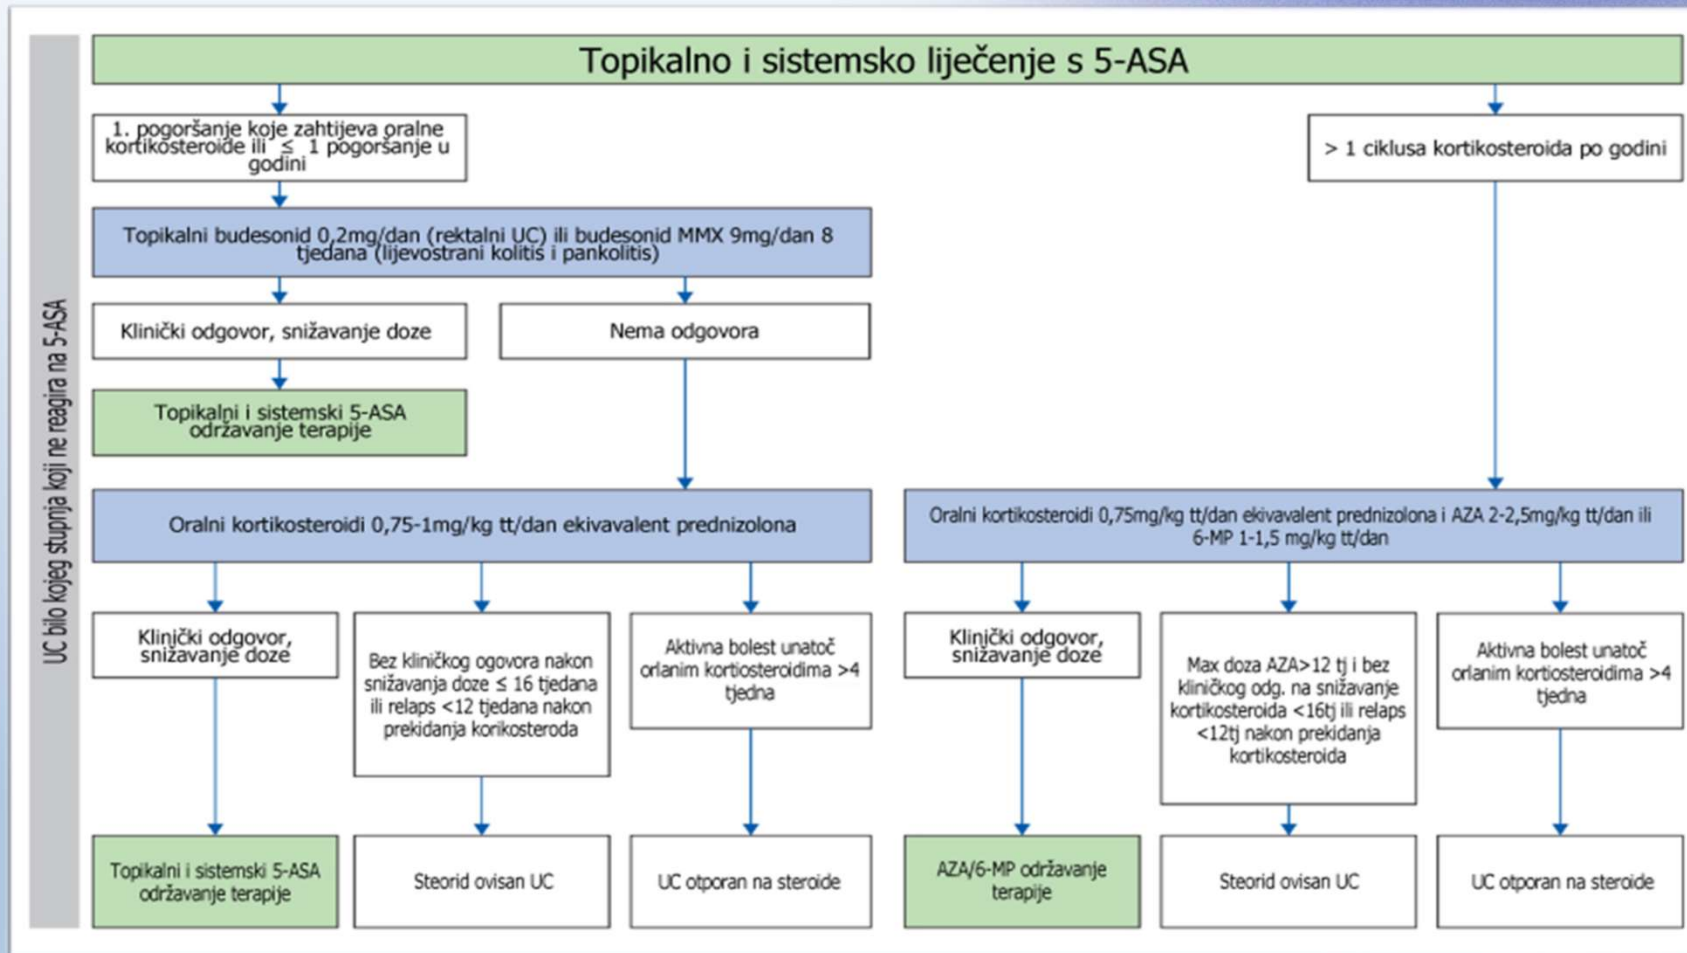 UC bilo kojeg stupnja koji ne reagira na 5-ASA
Topikalno i sistemsko liječenje s 5-ASA
1. pogoršanje koje zahtijeva oralne
kortikosteroide ili ≤ 1 pogoršanje u
godini
> 1 ciklusa kortikosteroida po godini
Topikalni budesonid 0,2mg/dan (rektalni UC) ili budesonid MMX 9mg/dan 8
tjedana (lijevostrani kolitis i pankolitis)
Klinički odgovor, snižavanje doze
Nema odgovora
Topikalni i sistemski 5-ASA
održavanje terapije
Oralni kortikosteroidi 0,75-1mg/kg tt/dan ekivavalent prednizolona
Oralni kortikosteroidi 0,75mg/kg tt/dan ekivavalent prednizolona i AZA 2-2,5mg/kg tt/dan ili
6-MP 1-1,5 mg/kg tt/dan
Klinički odgovor,
snižavanje doze
Bez kliničkog ogovora nakon
snižavanja doze ≤ 16 tjedana
ili relaps <12 tjedana nakon
prekidanja korikosteroda
Aktivna bolest unatoč
orlanim kortiosteroidima >4
tjedna
Klinički odgovor,
snižavanje doze
Max doza AZA>12 tj i bez
kliničkog odg. na snižavanje
kortikosteroida <16tj ili relaps
<12tj nakon prekidanja
kortikosteroida
Aktivna bolest unatoč
orlanim kortiosteroidima >4
tjedna
Topikalni i sistemski 5-ASA
održavanje terapije
Steorid ovisan UC
UC otporan na steroide
AZA/6-MP održavanje
terapije
Steorid ovisan UC
UC otporan na steroide